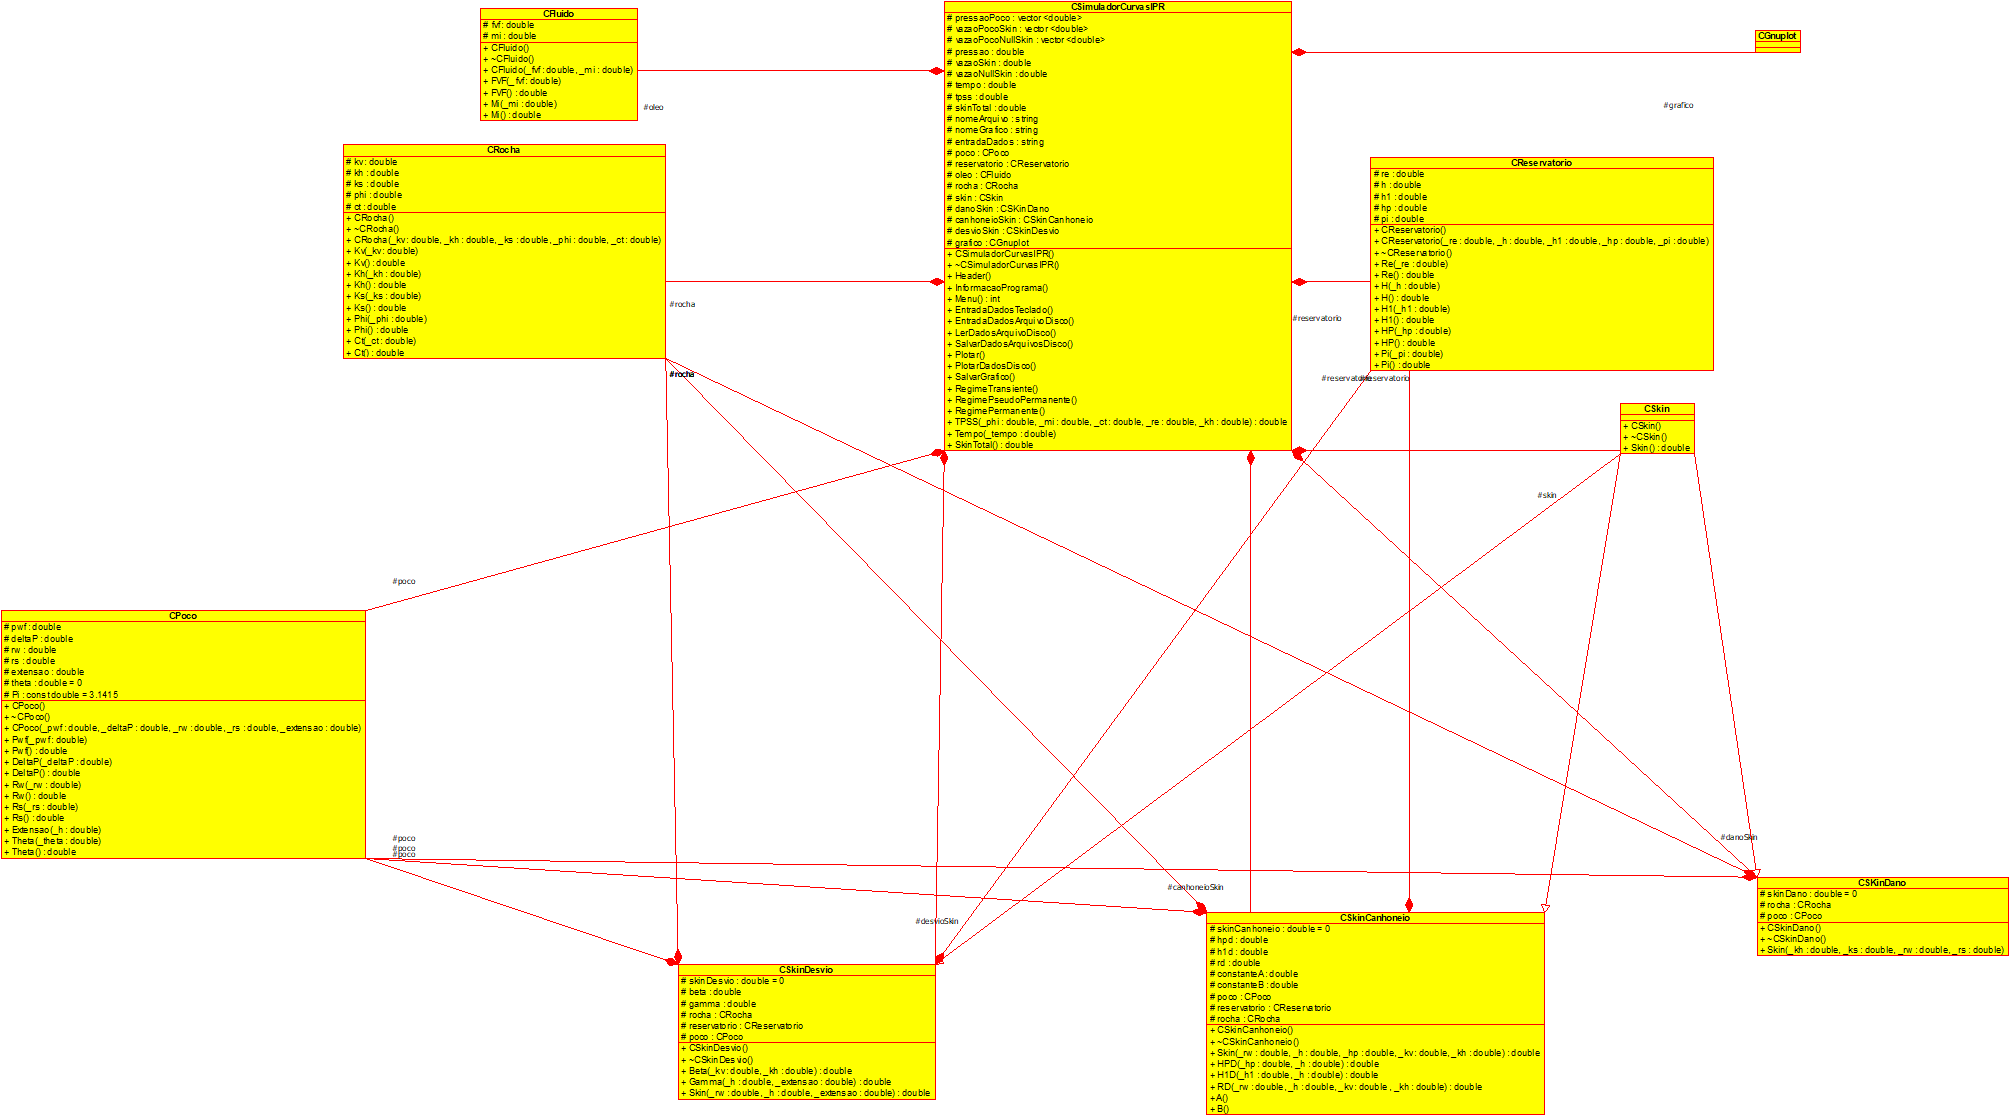 CFluido
# fvf : double
# mi : double
+ CFluido()
+ ~CFluido()
+ CFluido(_fvf : double, _mi : double)
+ FVF(_fvf : double)
+ FVF() : double
+ Mi(_mi : double)
+ Mi() : double
#oleo
CSimuladorCurvasIPR
# pressaoPoco : vector <double>
# vazaoPocoSkin : vector <double>
# vazaoPocoNullSkin : vector <double>
# pressao : double
# vazaoSkin : double
# vazaoNullSkin : double
# tempo : double
# tpss : double
# skinTotal : double
# nomeArquivo : string
# nomeGrafico : string
# entradaDados : string
# poco : CPoco
# reservatorio : CReservatorio
# oleo : CFluido
# rocha : CRocha
# skin : CSkin
# danoSkin : CSKinDano
# canhoneioSkin : CSkinCanhoneio
# desvioSkin : CSkinDesvio
# grafico : CGnuplot
+ CSimuladorCurvasIPR()
+ ~CSimuladorCurvasIPR()
+ Header()
+ InformacaoPrograma()
+ Menu() : int
+ EntradaDadosTeclado()
+ EntradaDadosArquivoDisco()
+ LerDadosArquivoDisco()
+ SalvarDadosArquivosDisco()
+ Plotar()
+ PlotarDadosDisco()
+ SalvarGrafico()
+ RegimeTransiente()
+ RegimePseudoPermanente()
+ RegimePermanente()
+ TPSS(_phi : double, _mi : double, _ct : double, _re : double, _kh : double) : double
+ Tempo(_tempo : double)
+ SkinTotal() : double
CGnuplot
#grafico
CRocha
# kv : double
# kh : double
# ks : double
# phi : double
# ct : double
+ CRocha()
+ ~CRocha()
+ CRocha(_kv : double, _kh : double, _ks : double, _phi : double, _ct : double)
+ Kv(_kv : double)
+ Kv() : double
+ Kh(_kh : double)
+ Kh() : double
+ Ks(_ks : double)
+ Ks() : double
+ Phi(_phi : double)
+ Phi() : double
+ Ct(_ct : double)
+ Ct() : double
#rocha
#rocha
CReservatorio
# re : double
# h : double
# h1 : double
# hp : double
# pi : double
+ CReservatorio()
+ CReservatorio(_re : double, _h : double, _h1 : double, _hp : double, _pi : double)
+ ~CReservatorio()
+ Re(_re : double)
+ Re() : double
+ H(_h : double)
+ H() : double
+ H1(_h1 : double)
+ H1() : double
+ HP(_hp : double)
+ HP() : double
+ Pi(_pi : double)
+ Pi() : double
#reservatorio
#reservatorio
#reservatorio
CSkin
+ CSkin()
+ ~CSkin()
+ Skin() : double
#skin
#poco
CPoco
# pwf : double
# deltaP : double
# rw : double
# rs : double
# extensao : double
# theta : double = 0
# Pi : const double = 3.1415
+ CPoco()
+ ~CPoco()
+ CPoco(_pwf : double, _deltaP : double, _rw : double, _rs : double, _extensao : double)
+ Pwf(_pwf : double)
+ Pwf() : double
+ DeltaP(_deltaP : double)
+ DeltaP() : double
+ Rw(_rw : double)
+ Rw() : double
+ Rs(_rs : double)
+ Rs() : double
+ Extensao(_h : double)
+ Theta(_theta : double)
+ Theta() : double
#poco
#poco
#poco
#desvioSkin
#canhoneioSkin
#danoSkin
CSkinDesvio
# skinDesvio : double = 0
# beta : double
# gamma : double
# rocha : CRocha
# reservatorio : CReservatorio
# poco : CPoco
+ CSkinDesvio()
+ ~CSkinDesvio()
+ Beta(_kv : double, _kh : double) : double
+ Gamma(_h : double, _extensao : double) : double
+ Skin(_rw : double, _h : double, _extensao : double) : double
CSkinCanhoneio
# skinCanhoneio : double = 0
# hpd : double
# h1d : double
# rd : double
# constanteA : double
# constanteB : double
# poco : CPoco
# reservatorio : CReservatorio
# rocha : CRocha
+ CSkinCanhoneio()
+ ~CSkinCanhoneio()
+ Skin(_rw : double, _h : double, _hp : double, _kv : double, _kh : double) : double
+ HPD(_hp : double, _h : double) : double
+ H1D(_h1 : double, _h : double) : double
+ RD(_rw : double, _h : double, _kv : double , _kh : double) : double
+A()
+ B()
CSKinDano
# skinDano : double = 0
# rocha : CRocha
# poco : CPoco
+ CSkinDano()
+ ~CSkinDano()
+ Skin(_kh : double, _ks : double, _rw : double, _rs : double)